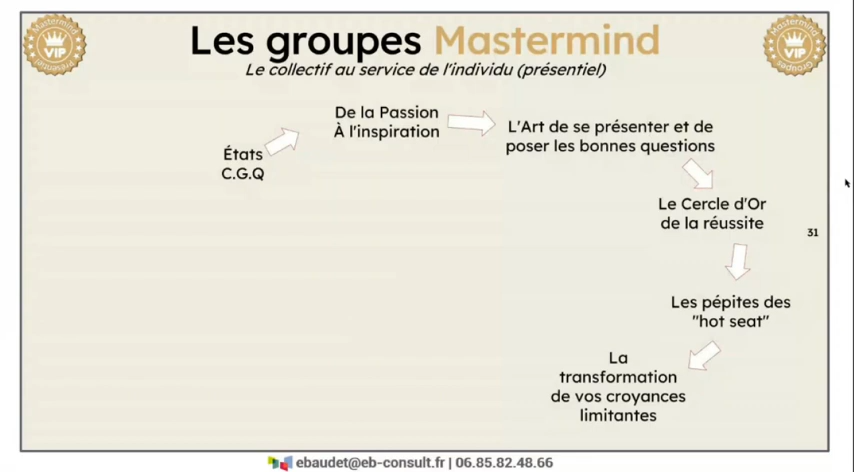 Les groupes Mastermind
Le collectif au service de l'individu (présentiel)
Mastermind
VIP
Présentiel
Mastermind
VIP
Groupes
De la Passion
À l'inspiration
L'Art de se présenter et de
poser les bonnes questions
États
C.G.Q
Le Cercle d'Or
de la réussite
31
Les pépites des
"hot seat"
La
transformation
de vos croyances
limitantes
ebaudet@eb-consult.fr | 06.85.82.48.66